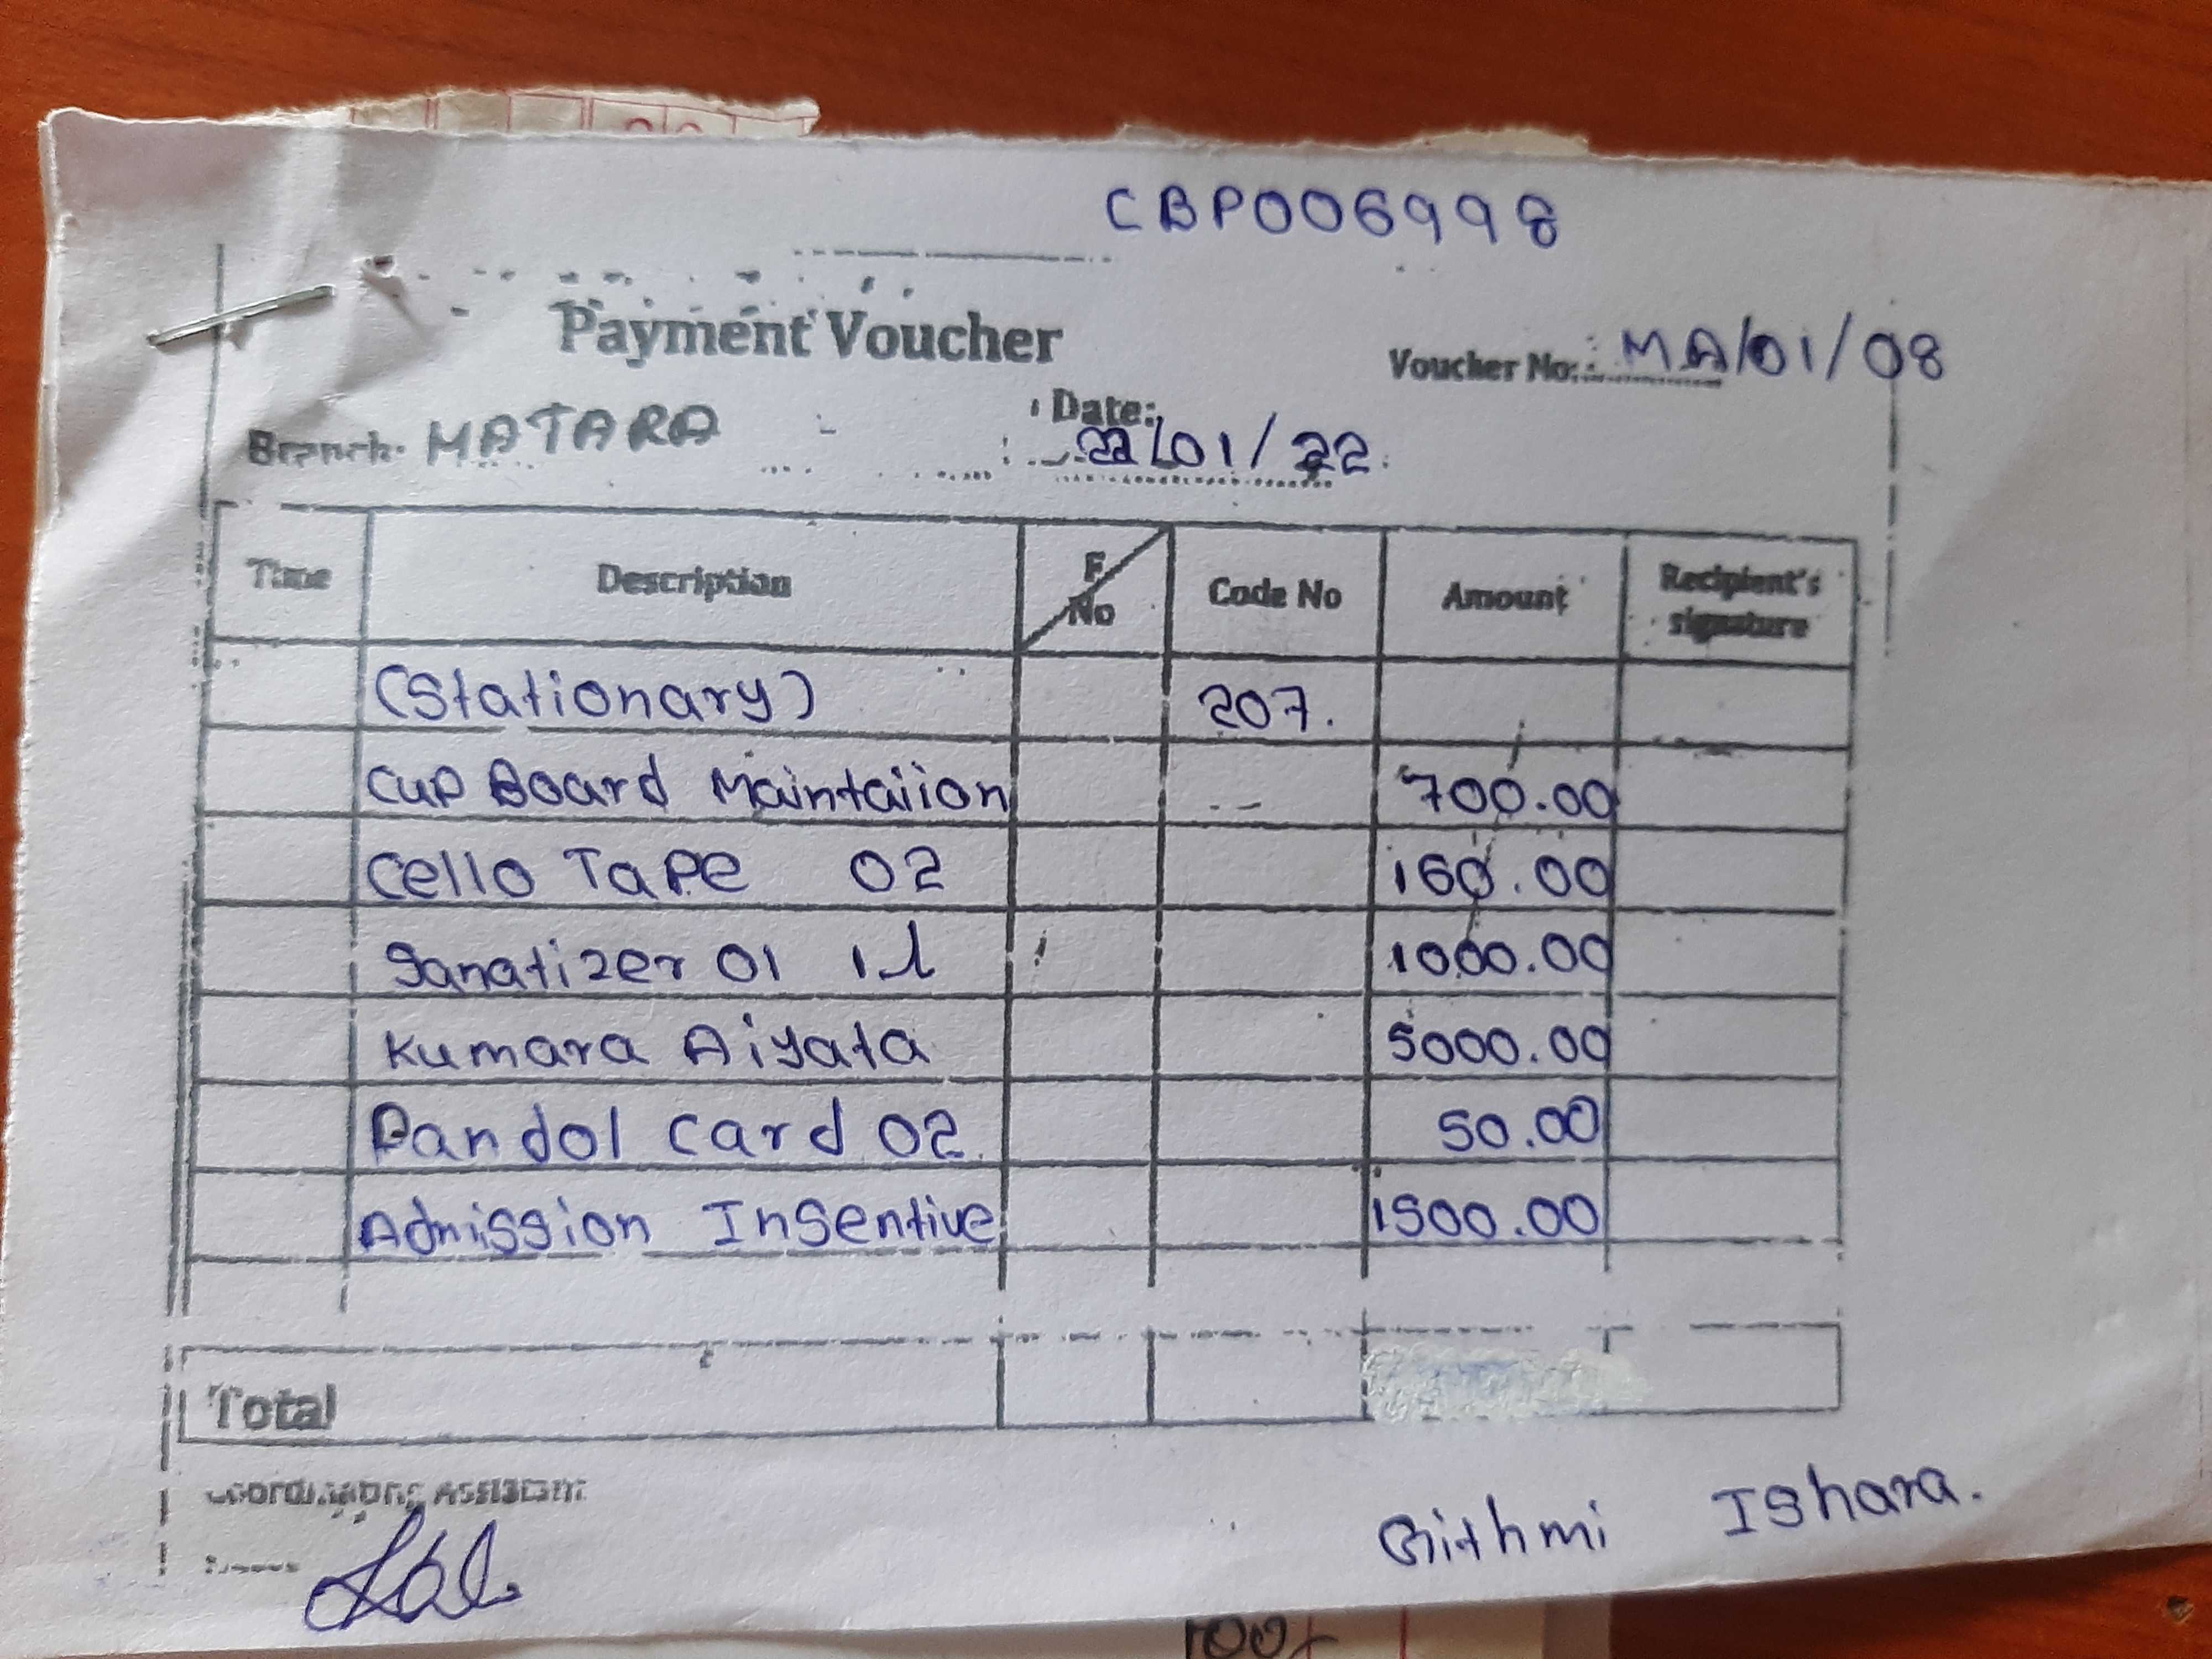 CBP006998
Payment Voucher
Voucher No: MA/01/08
Branch: MATARA
Date: 22/01/22
Time Description F. No Code No Amount Recipient's signature
(Stationary) 207.
Cup Board Maintaiion 700.00
Cello Tape 02 160.00
Sanatizer 01 1l 1000.00
Kumara Aiyata 5000.00
Pandol Card 02 50.00
Admission Insentive 1500.00
Total
Coordinating Assistant
Githmi Ishara.